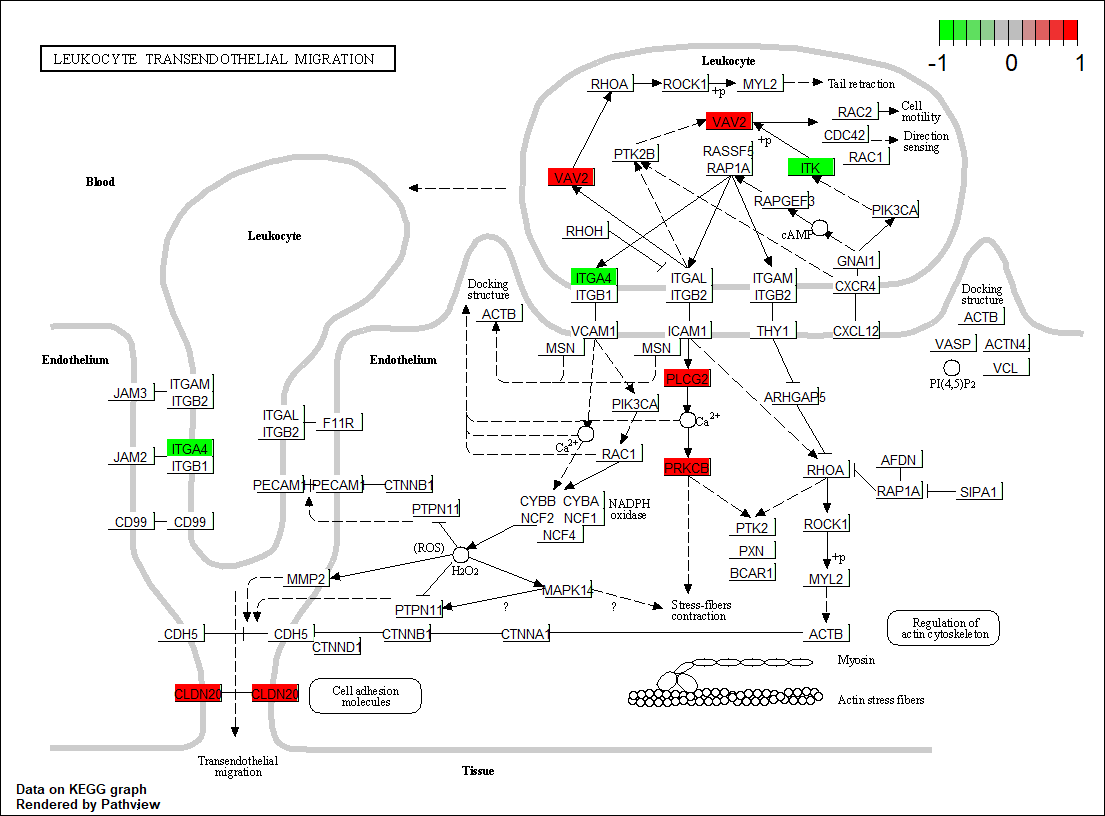 LEUKOCYTE TRANSENDOTHELIAL MIGRATION
-1 0 1
Leukocyte
RHOA
ROCK1
+p
MYL2
Tail retraction
VAV2
+p
RAC2
Cell
motility
CDC42
Direction
sensing
RAC1
PTK2B
RASSF5
RAP1A
ITK
VAV2
RAPGEF3
PIK3CA
cAMP
RHOH
GNAI1
ITGA4
ITGB1
ITGAL
ITGB2
ITGAM
ITGB2
CXCR4
Blood
Leukocyte
Docking
structure
ACTB
VCAM1
ICAM1
THY1
CXCL12
Docking
structure
ACTB
VASP
ACTN4
PI(4,5)P2
VCL
MSN
MSN
Endothelium
Endothelium
JAM3
ITGAM
ITGB2
ITGAL
ITGB2
F11R
JAM2
ITGA4
ITGB1
PECAM1
PECAM1
CTNNB1
CD99
CD99
PLCG2
PIK3CA
Ca2+
Ca2+
RAC1
PRKCB
ARHGAP5
RHOA
AFDN
RAP1A
SIPA1
CYBB
CYBA
NCF2
NCF1
NCF4
NADPH
oxidase
PTPN11
(ROS)
H2O2
PTK2
PXN
BCAR1
ROCK1
+p
MYL2
MMP2
MAPK14
PTPN11
?
?
Stress-fibers
contraction
CDH5
CDH5
CTNND1
CTNNB1
CTNNA1
ACTB
Regulation of
actin cytoskeleton
CLDN20
CLDN20
Cell adhesion
molecules
Myosin
Actin stress fibers
Transendothelial
migration
Tissue
Data on KEGG graph
Rendered by Pathview